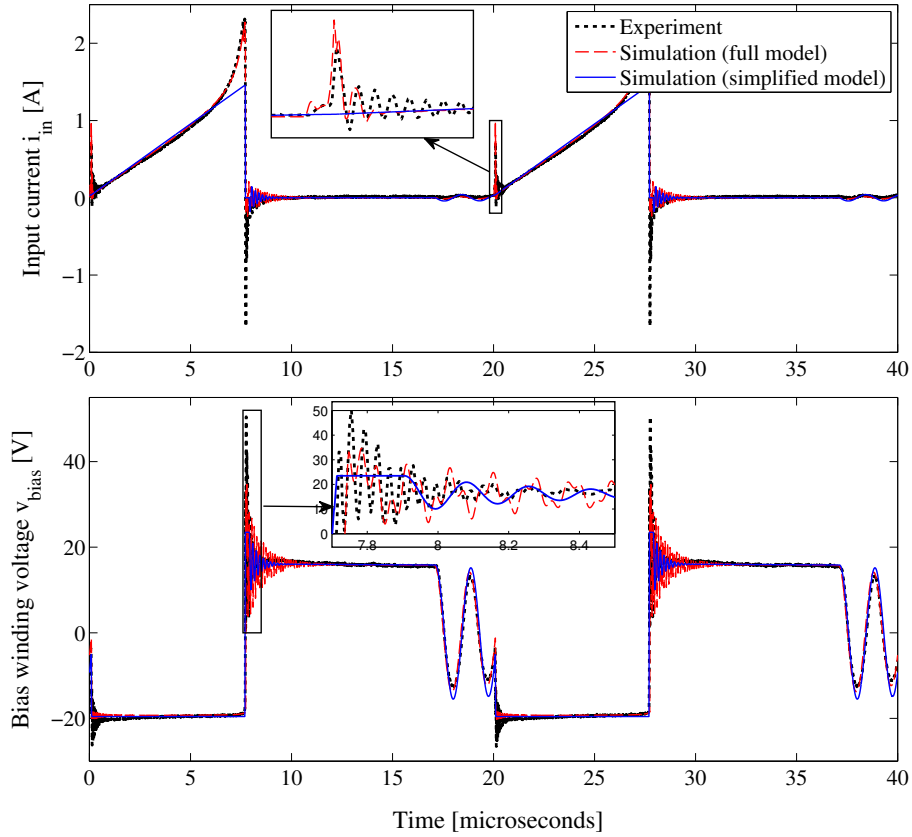 Experiment
Simulation (full model)
Simulation (simplified model)
Input current i_in [A]
2
1
0
−1
−2
0 5 10 15 20 25 30 35 40
Time [microseconds]
Bias winding voltage v_bias [V]
40
20
0
−20
50
40
30
20
10
0
7.8 8 8.2 8.4
0 5 10 15 20 25 30 35 40
Time [microseconds]